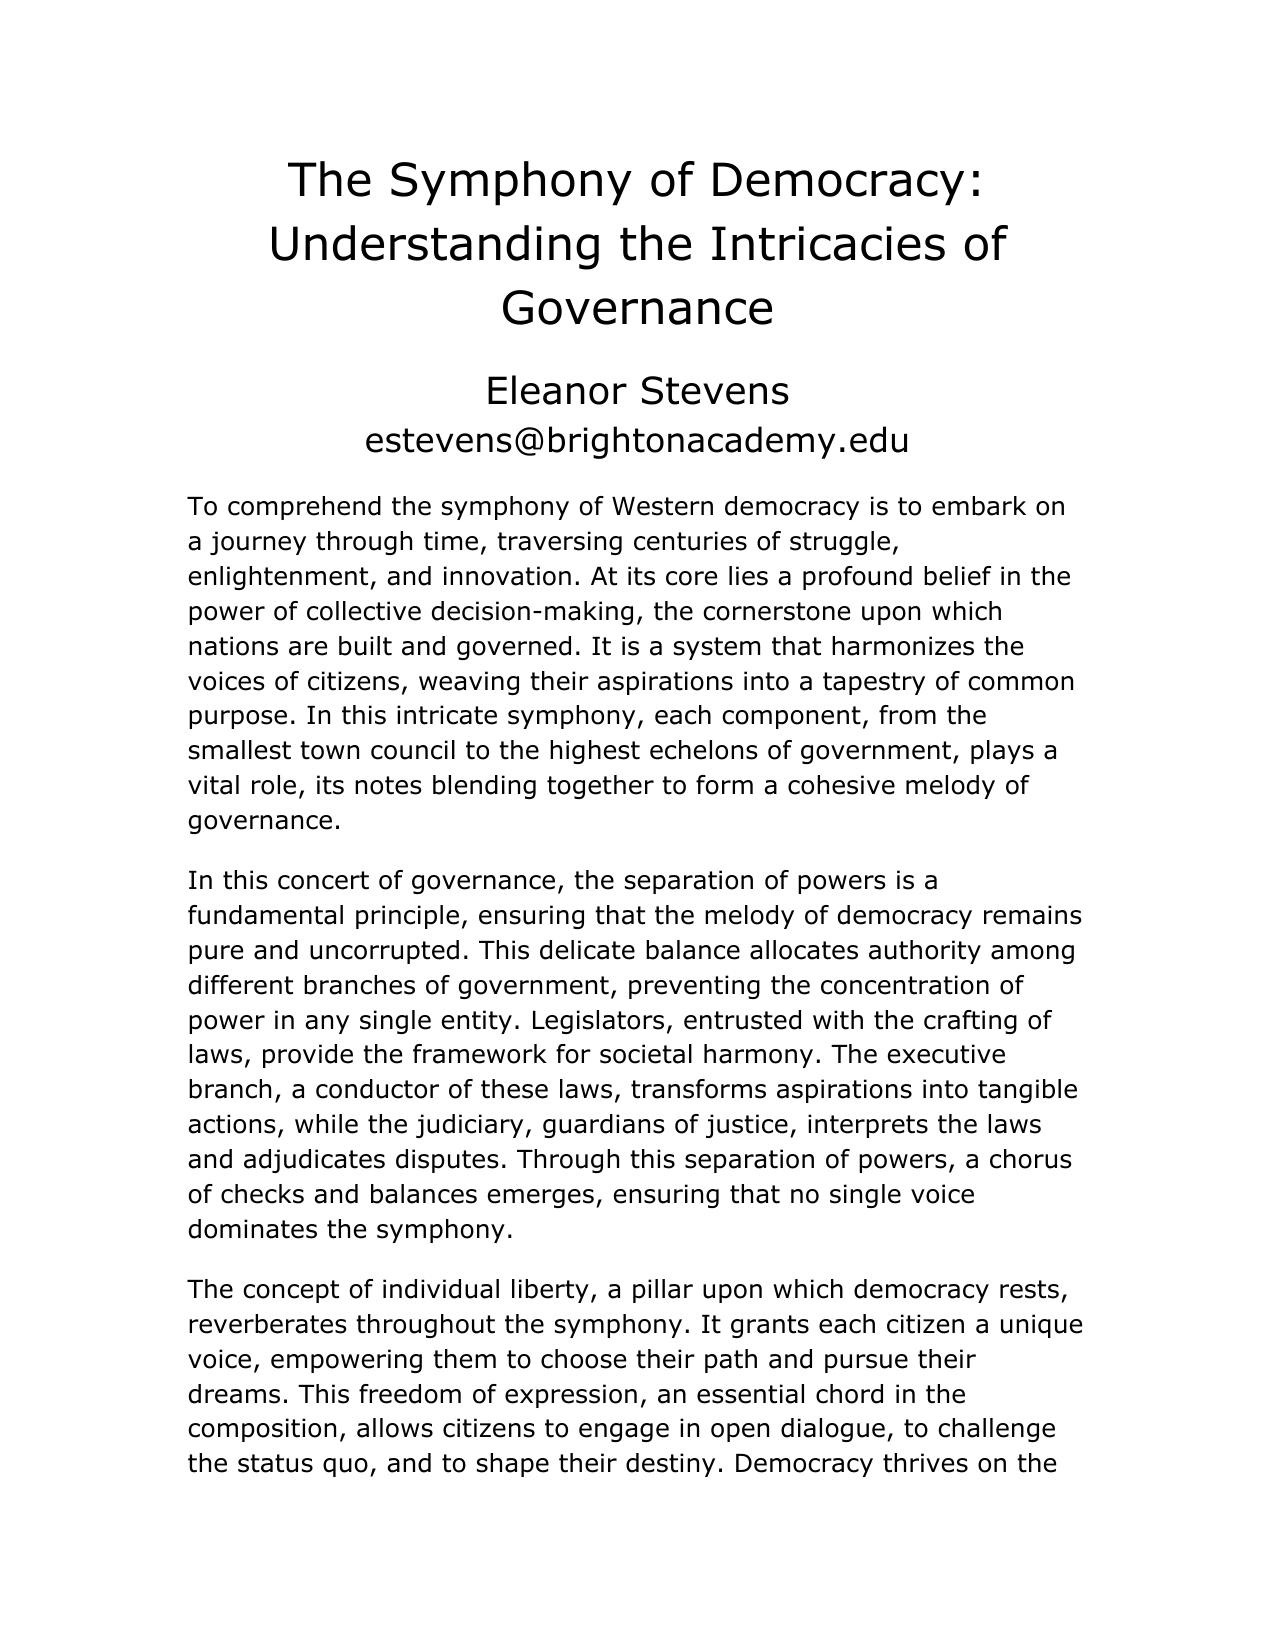 The Symphony of Democracy:
Understanding the Intricacies of
Governance
Eleanor Stevens
estevens@brightonacademy.edu
To comprehend the symphony of Western democracy is to embark on
a journey through time, traversing centuries of struggle,
enlightenment, and innovation. At its core lies a profound belief in the
power of collective decision-making, the cornerstone upon which
nations are built and governed. It is a system that harmonizes the
voices of citizens, weaving their aspirations into a tapestry of common
purpose. In this intricate symphony, each component, from the
smallest town council to the highest echelons of government, plays a
vital role, its notes blending together to form a cohesive melody of
governance.
In this concert of governance, the separation of powers is a
fundamental principle, ensuring that the melody of democracy remains
pure and uncorrupted. This delicate balance allocates authority among
different branches of government, preventing the concentration of
power in any single entity. Legislators, entrusted with the crafting of
laws, provide the framework for societal harmony. The executive
branch, a conductor of these laws, transforms aspirations into tangible
actions, while the judiciary, guardians of justice, interprets the laws
and adjudicates disputes. Through this separation of powers, a chorus
of checks and balances emerges, ensuring that no single voice
dominates the symphony.
The concept of individual liberty, a pillar upon which democracy rests,
reverberates throughout the symphony. It grants each citizen a unique
voice, empowering them to choose their path and pursue their
dreams. This freedom of expression, an essential chord in the
composition, allows citizens to engage in open dialogue, to challenge
the status quo, and to shape their destiny. Democracy thrives on the